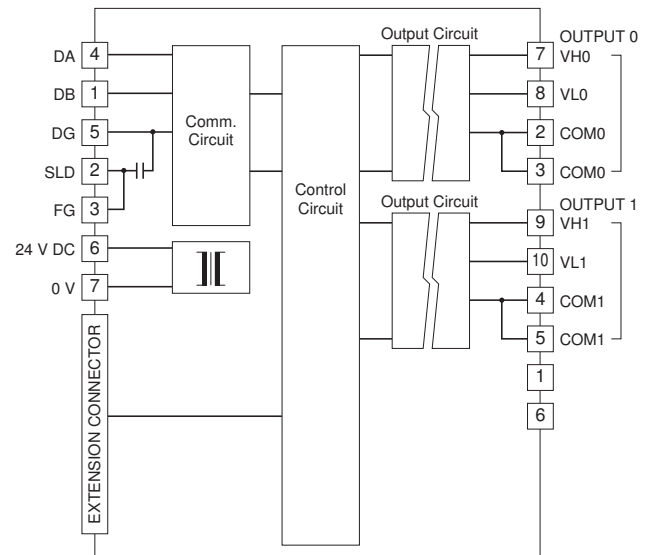 DA 4
DB 1
DG 5
SLD 2
FG 3
24 V DC 6
0 V 7
EXTENSION CONNECTOR
Comm.
Circuit
Control
Circuit
Output Circuit
OUTPUT 0
7 VH0
8 VL0
2 COM0
3 COM0
Output Circuit
OUTPUT 1
9 VH1
10 VL1
4 COM1
5 COM1
1
6